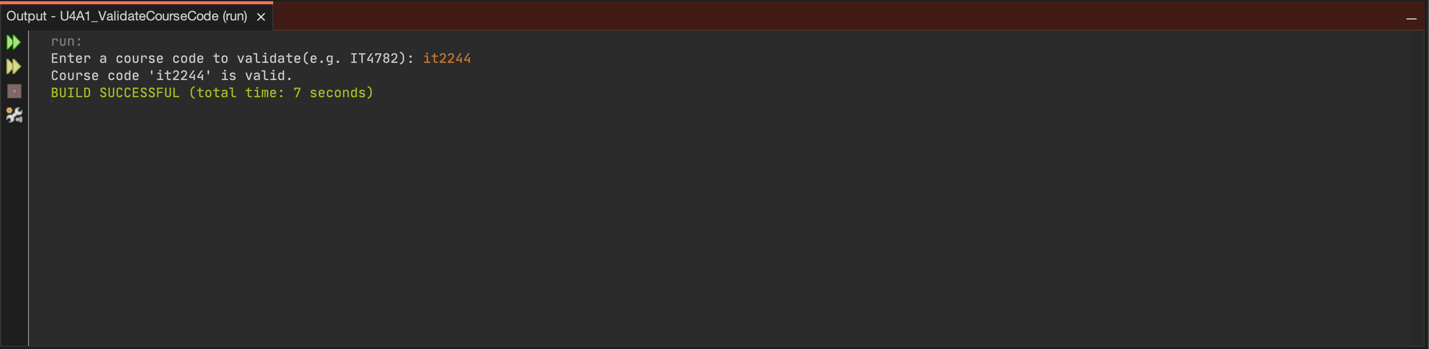 Output - U4A1_ValidateCourseCode (run)
run:
Enter a course code to validate(e.g. IT4782): it2244
Course code 'it2244' is valid.
BUILD SUCCESSFUL (total time: 7 seconds)